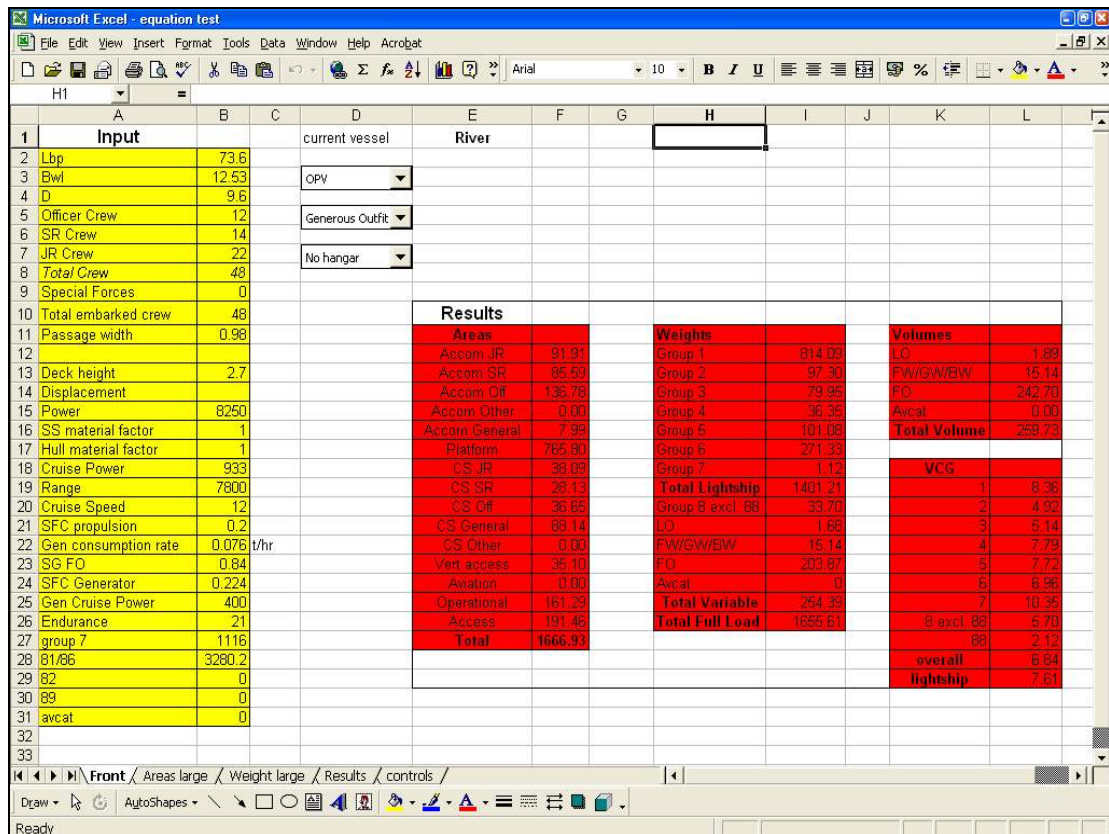 Microsoft Excel - equation test
File Edit View Insert Format Tools Data Window Help Acrobat
Arial 10 B I U
H1 =
A B C D E F G H I J K L
1 Input current vessel River
2 Lbp 73.6
3 Bwl 12.53 OPV
4 D 9.6
5 Officer Crew 12 Generous Outfit
6 SR Crew 14
7 JR Crew 22 No hangar
8 Total Crew 48
9 Special Forces 0
10 Total embarked crew 48 Results
11 Passage width 0.98 Areas Weights Volumes
12 Accom JR 91.91 Group 1 814.09 LO 1.89
13 Deck height 2.7 Accom SR 85.59 Group 2 97.30 FW/GW/BW 15.14
14 Displacement Accom Off 136.78 Group 3 79.95 FO 242.70
15 Power 8250 Accom Other 0.00 Group 4 36.35 Avcat 0.00
16 SS material factor 1 Accom General 7.99 Group 5 101.08 Total Volume 259.73
17 Hull material factor 1 Platform 765.80 Group 6 271.33
18 Cruise Power 933 CS JR 38.09 Group 7 1.12 VCG
19 Range 7800 CS SR 28.13 Total Lightship 1401.21 1 8.36
20 Cruise Speed 12 CS Off 36.65 Group 8 excl. 88 33.70 2 4.92
21 SFC propulsion 0.2 CS General 88.14 LO 1.66 3 5.14
22 Gen consumption rate 0.076 t/hr CS Other 0.00 FW/GW/BW 15.14 4 7.79
23 SG FO 0.84 Vert access 35.10 FO 203.87 5 7.72
24 SFC Generator 0.224 Aviation 0.00 Avcat 0 6 6.96
25 Gen Cruise Power 400 Operational 161.29 Total Variable 254.39 7 10.35
26 Endurance 21 Access 191.46 Total Full Load 1655.61 8 excl. 88 5.70
27 group 7 1116 Total 1666.93 88 2.12
28 81/86 3280.2 overall 6.84
29 82 0 lightship 7.61
30 89 0
31 avcat 0
32
33
Front Areas large Weight large Results controls
Draw AutoShapes
Ready